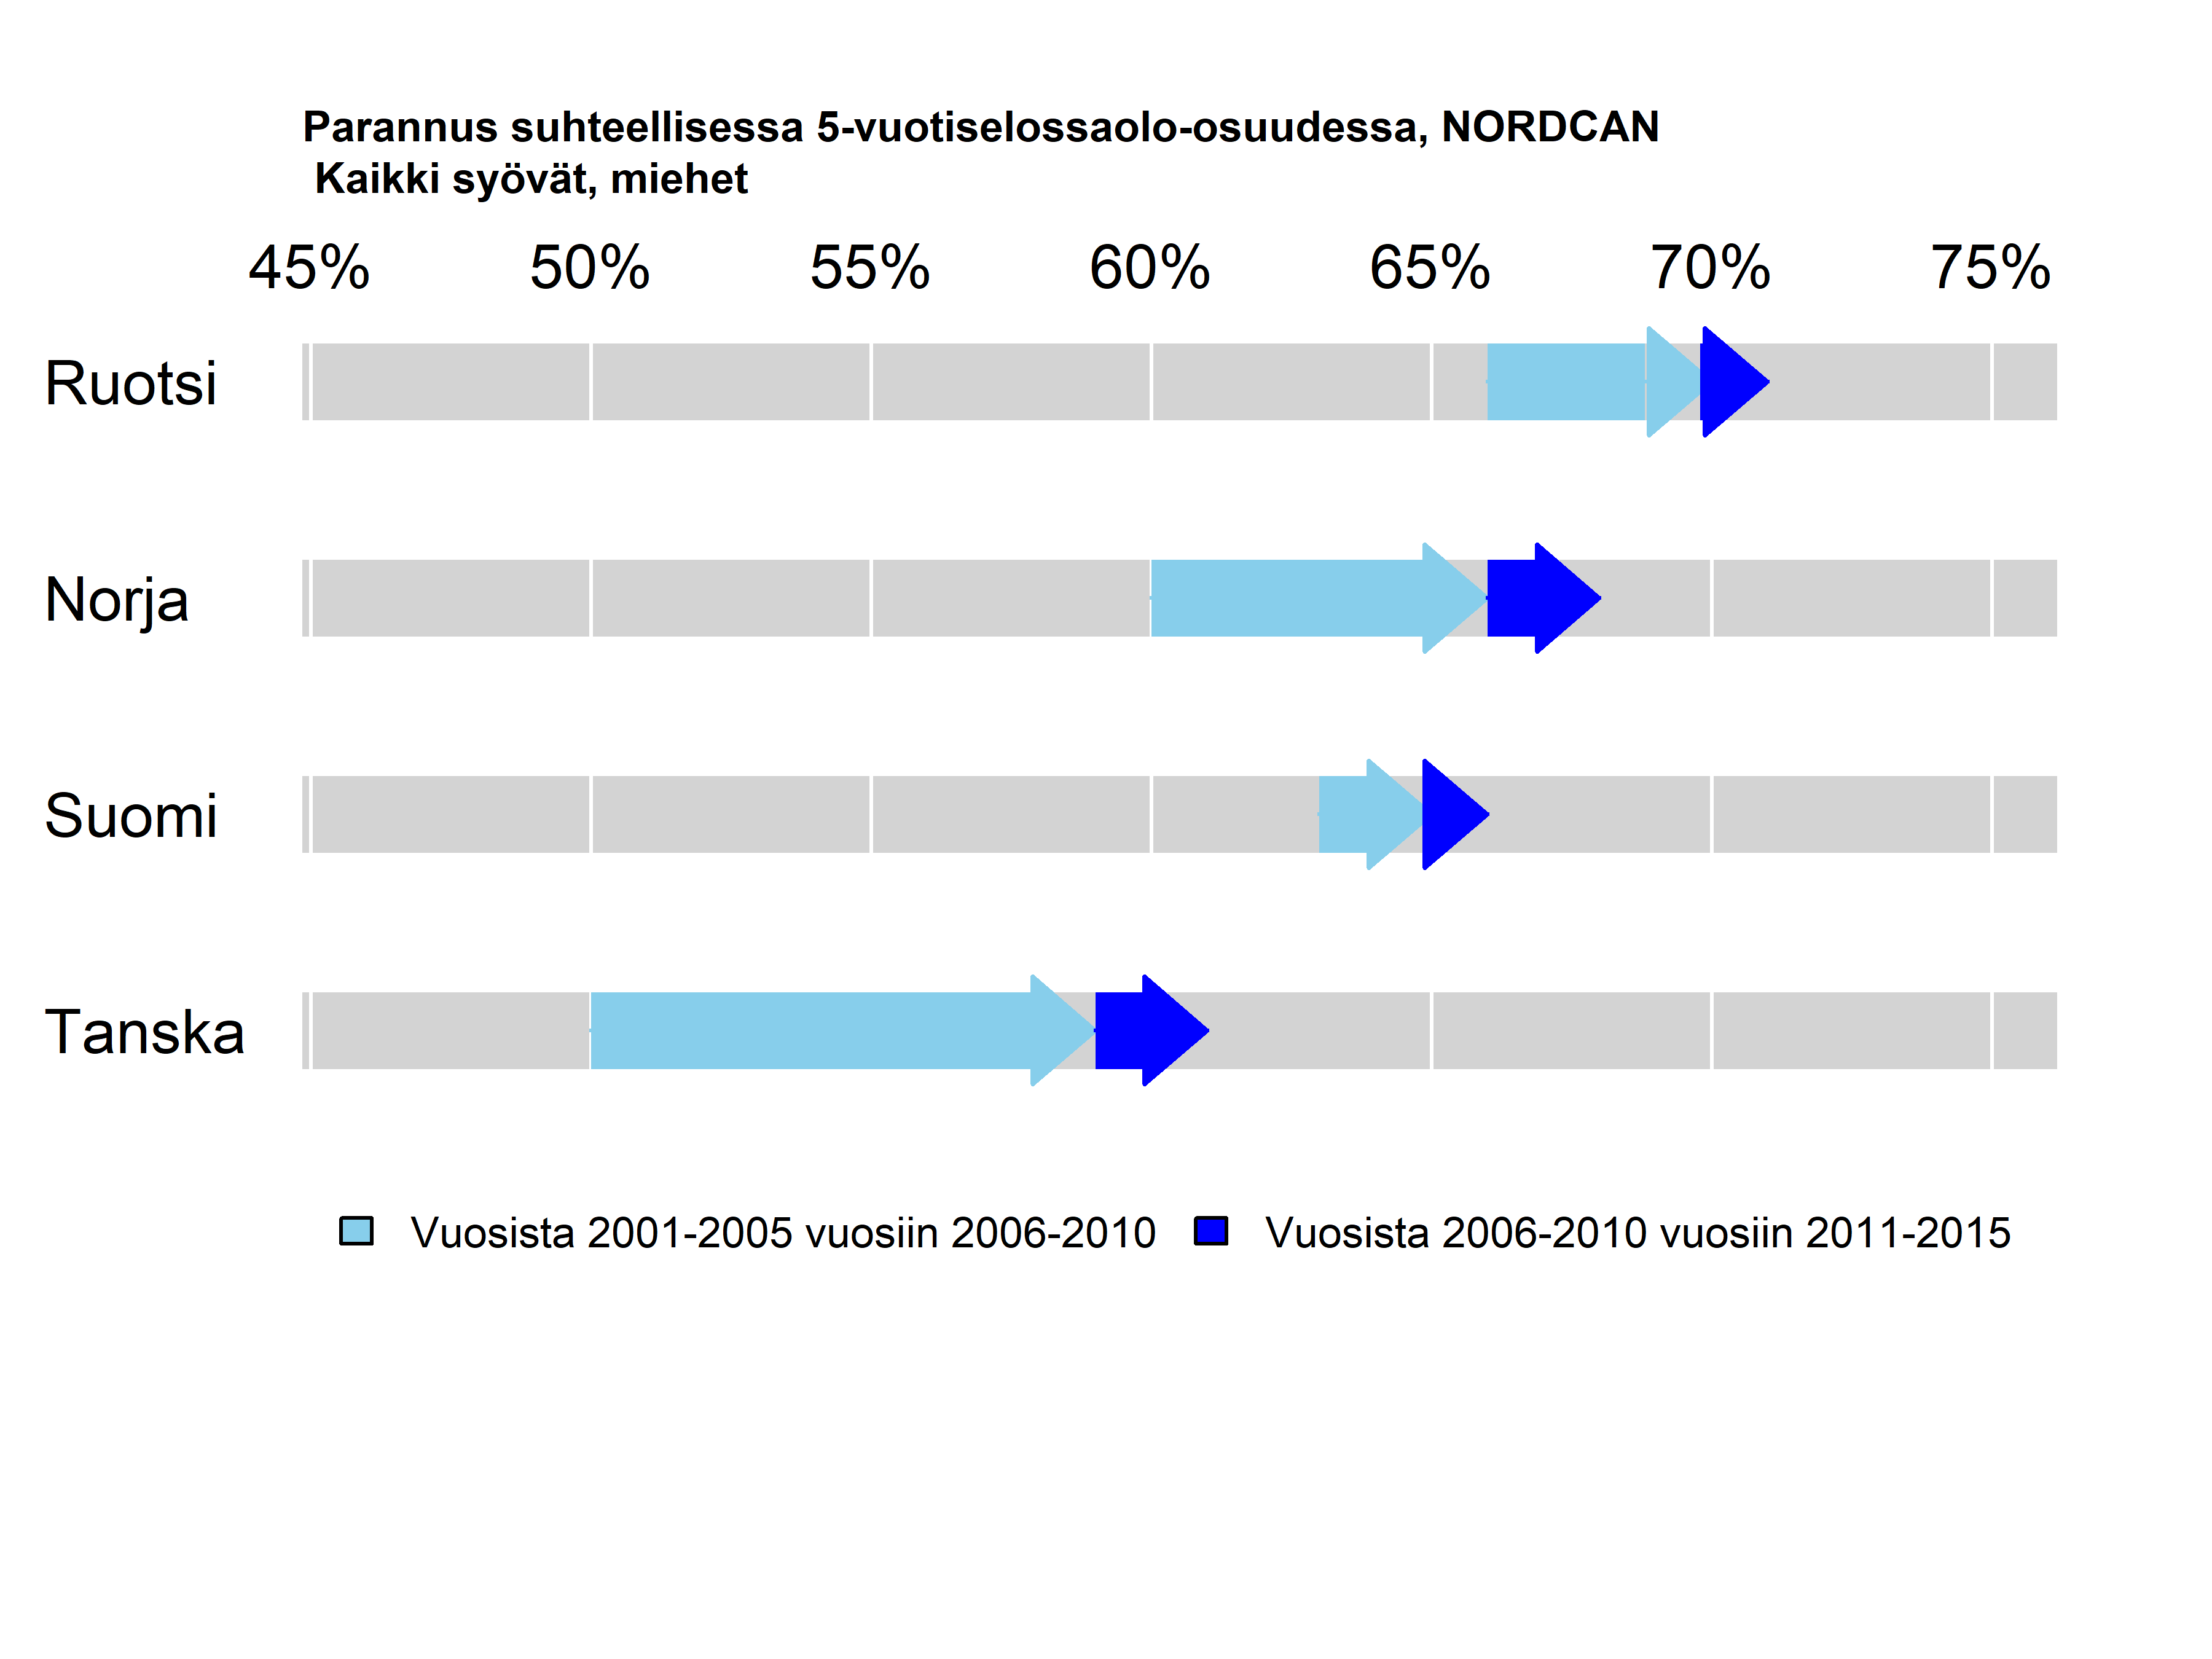 Parannus suhteellisessa 5-vuotiselossaolo-osuudessa, NORDCAN
Kaikki syövät, miehet
45% 50% 55% 60% 65% 70% 75%
Ruotsi
Norja
Suomi
Tanska
Vuosista 2001-2005 vuosiin 2006-2010 Vuosista 2006-2010 vuosiin 2011-2015